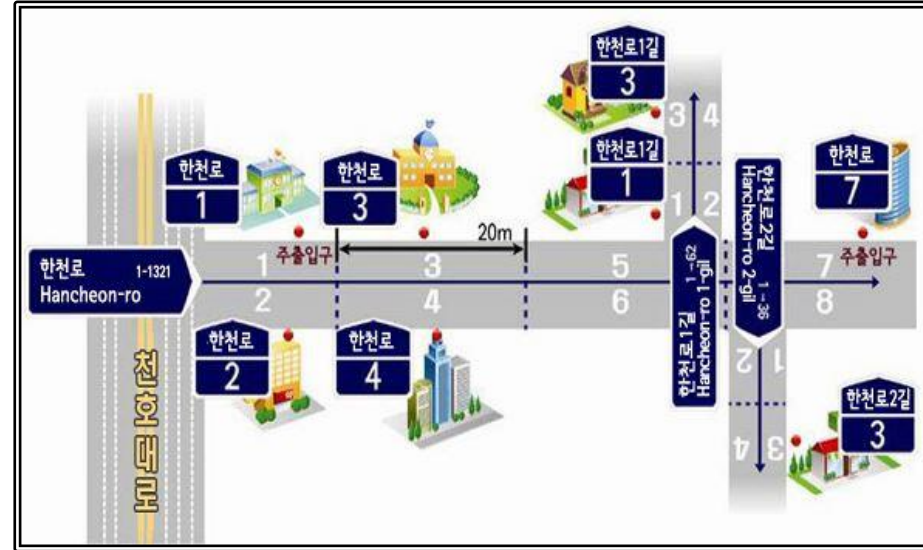 한천로1길
3
한천로1길
1
3 4
1 2
한천로
1
한천로
3
한천로
7
20m
한천로 1-1321
Hancheon-ro
1 주출입구 3 5 7 주출입구
2 4 6 8
한천로1길 1→62
Hancheon-ro 1-gil
한천로2길 1→36
Hancheon-ro 2-gil
한천로
2
한천로
4
천호대로
2 1
4 3
한천로2길
3